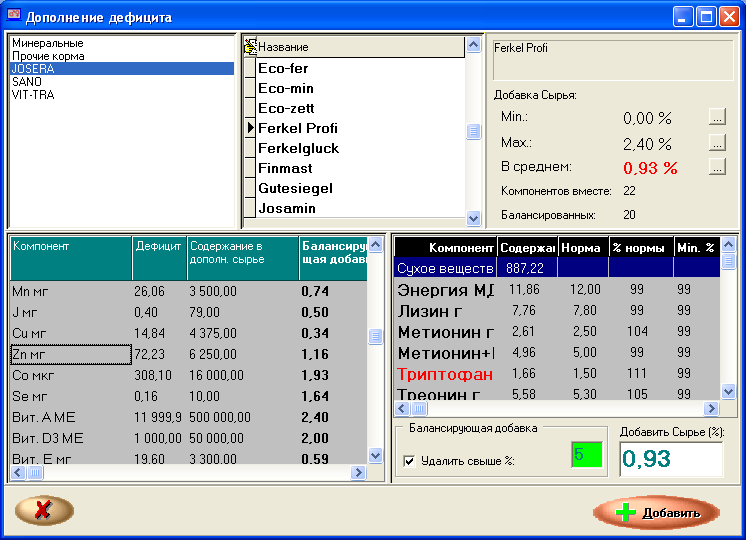 Дополнение дефицита
Минеральные
Прочие корма
JOSERA
SANO
VIT-TRA
Название
Eco-fer
Eco-min
Eco-zett
Ferkel Profi
Ferkelgluck
Finmast
Gutesiegel
Josamin
Ferkel Profi
Добавка Сырья:
Min.: 0,00 % ...
Max.: 2,40 % ...
В среднем: 0,93 % ...
Компонентов вместе: 22
Балансированных: 20
Компонент Дефицит Содержание в дополн. сырье Балансирую щая добавк
Mn мг 26,06 3 500,00 0,74
J мг 0,40 79,00 0,50
Cu мг 14,84 4 375,00 0,34
Zn мг 72,23 6 250,00 1,16
Co мкг 308,10 16 000,00 1,93
Se мг 0,16 10,00 1,64
Вит. A ME 11 999,9 500 000,00 2,40
Вит. D3 ME 1 000,00 50 000,00 2,00
Вит. E мг 19,60 3 300,00 0,59
Компонент Содержан Норма % нормы Min. %
Сухое веществ 887,22
Энергия МД 11,86 12,00 99 99
Лизин г 7,76 7,80 99 99
Метионин г 2,61 2,50 104 99
Метионин+ 4,96 5,00 99 99
Триптофан 1,66 1,50 111 99
Треонин г 5,58 5,30 105 99
Балансирующая добавка
Удалить свыше %: 5
Добавить Сырье (%):
0,93
Добавить